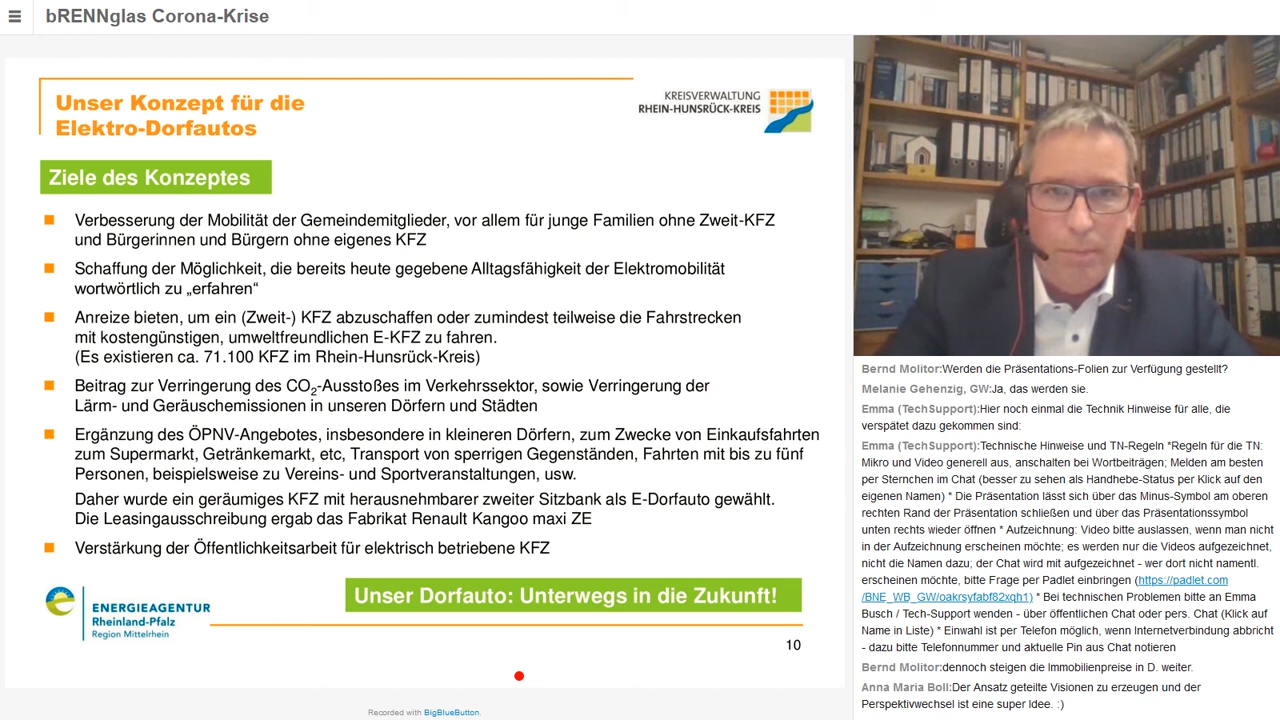 bRENNglas Corona-Krise
Unser Konzept für die
Elektro-Dorfautos
KREISVERWALTUNG
RHEIN-HUNSRÜCK-KREIS
Ziele des Konzeptes
Verbesserung der Mobilität der Gemeindemitglieder, vor allem für junge Familien ohne Zweit-KFZ
und Bürgerinnen und Bürgern ohne eigenes KFZ
Schaffung der Möglichkeit, die bereits heute gegebene Alltagsfähigkeit der Elektromobilität
wortwörtlich zu „erfahren“
Anreize bieten, um ein (Zweit-) KFZ abzuschaffen oder zumindest teilweise die Fahrstrecken
mit kostengünstigen, umweltfreundlichen E-KFZ zu fahren.
(Es existieren ca. 71.100 KFZ im Rhein-Hunsrück-Kreis)
Beitrag zur Verringerung des CO2-Ausstoßes im Verkehrssektor, sowie Verringerung der
Lärm- und Geräuschemissionen in unseren Dörfern und Städten
Ergänzung des ÖPNV-Angebotes, insbesondere in kleineren Dörfern, zum Zwecke von Einkaufsfahrten
zum Supermarkt, Getränkemarkt, etc, Transport von sperrigen Gegenständen, Fahrten mit bis zu fünf
Personen, beispielsweise zu Vereins- und Sportveranstaltungen, usw.
Daher wurde ein geräumiges KFZ mit herausnehmbarer zweiter Sitzbank als E-Dorfauto gewählt.
Die Leasingausschreibung ergab das Fabrikat Renault Kangoo maxi ZE
Verstärkung der Öffentlichkeitsarbeit für elektrisch betriebene KFZ
Unser Dorfauto: Unterwegs in die Zukunft!
ENERGIEAGENTUR
Rheinland-Pfalz
Region Mittelrhein
10
Recorded with BigBlueButton.
Bernd Molitor:Werden die Präsentations-Folien zur Verfügung gestellt?
Melanie Gehenzig, GW:Ja, das werden sie.
Emma (TechSupport):Hier noch einmal die Technik Hinweise für alle, die
verspätet dazu gekommen sind:
Emma (TechSupport):Technische Hinweise und TN-Regeln *Regeln für die TN:
Mikro und Video generell aus, anschalten bei Wortbeiträgen; Melden am besten
per Sternchen im Chat (besser zu sehen als Handhebe-Status per Klick auf den
eigenen Namen) * Die Präsentation lässt sich über das Minus-Symbol am oberen
rechten Rand der Präsentation schließen und über das Präsentationssymbol
unten rechts wieder öffnen * Aufzeichnung: Video bitte auslassen, wenn man nicht
in der Aufzeichnung erscheinen möchte; es werden nur die Videos aufgezeichnet,
nicht die Namen dazu; der Chat wird mit aufgezeichnet - wer dort nicht namentl.
erscheinen möchte, bitte Frage per Padlet einbringen (https://padlet.com
/BNE_WB_GW/oakrsyfabf82xqh1) * Bei technischen Problemen bitte an Emma
Busch / Tech-Support wenden - über öffentlichen Chat oder pers. Chat (Klick auf
Name in Liste) * Einwahl ist per Telefon möglich, wenn Internetverbindung abbricht
- dazu bitte Telefonnummer und aktuelle Pin aus Chat notieren
Bernd Molitor:dennoch steigen die Immobilienpreise in D. weiter.
Anna Maria Boll:Der Ansatz geteilte Visionen zu erzeugen und der
Perspektivwechsel ist eine super Idee. :)